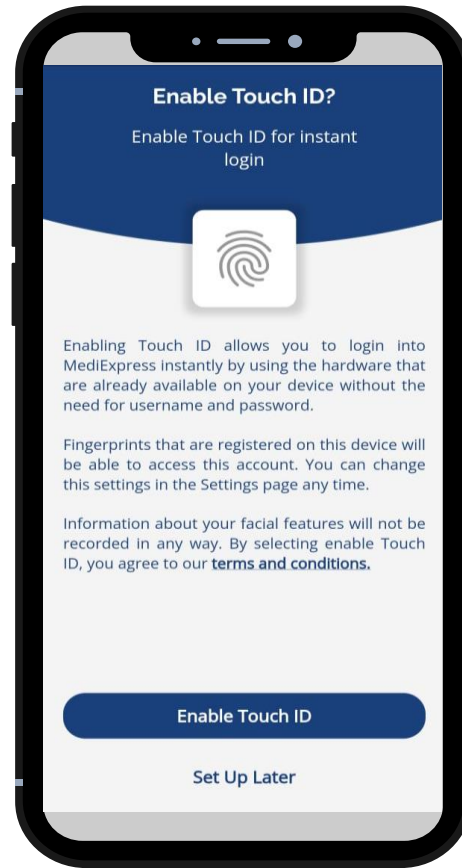 Enable Touch ID?
Enable Touch ID for instant
login
Enabling Touch ID allows you to login into
MediExpress instantly by using the hardware that
are already available on your device without the
need for username and password.
Fingerprints that are registered on this device will
be able to access this account. You can change
this settings in the Settings page any time.
Information about your facial features will not be
recorded in any way. By selecting enable Touch
ID, you agree to our terms and conditions.
Enable Touch ID
Set Up Later